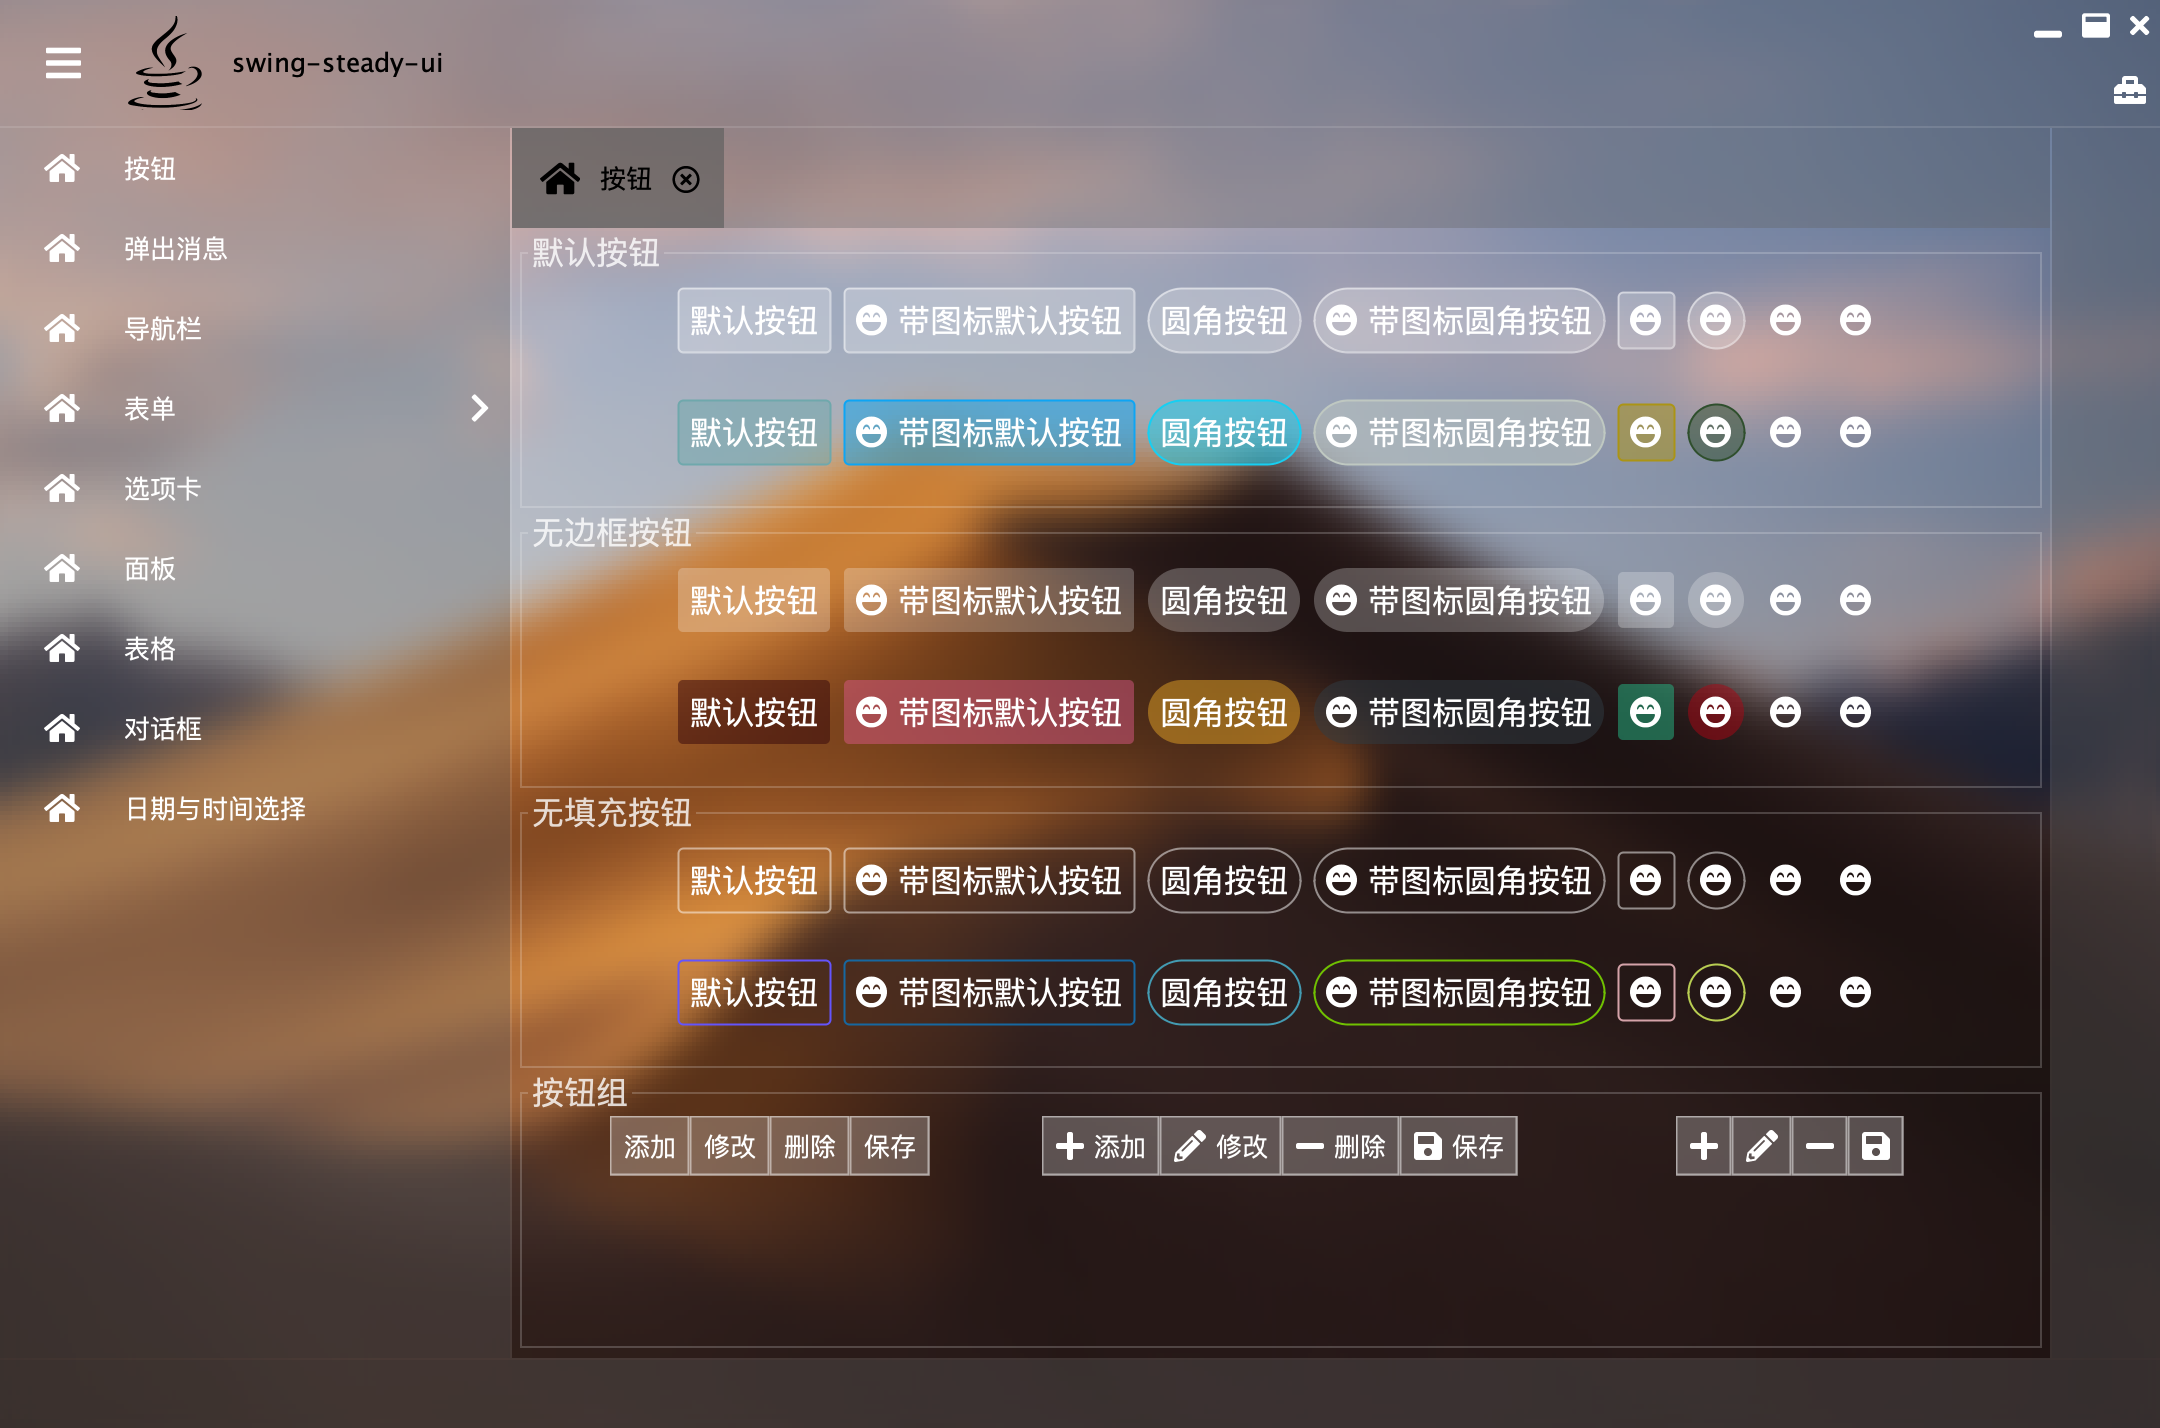 swing-steady-ui
按钮
弹出消息
导航栏
表单
选项卡
面板
表格
对话框
日期与时间选择
按钮
默认按钮
默认按钮 带图标默认按钮 圆角按钮 带图标圆角按钮
默认按钮 带图标默认按钮 圆角按钮 带图标圆角按钮
无边框按钮
默认按钮 带图标默认按钮 圆角按钮 带图标圆角按钮
默认按钮 带图标默认按钮 圆角按钮 带图标圆角按钮
无填充按钮
默认按钮 带图标默认按钮 圆角按钮 带图标圆角按钮
默认按钮 带图标默认按钮 圆角按钮 带图标圆角按钮
按钮组
添加 修改 删除 保存 添加 修改 删除 保存